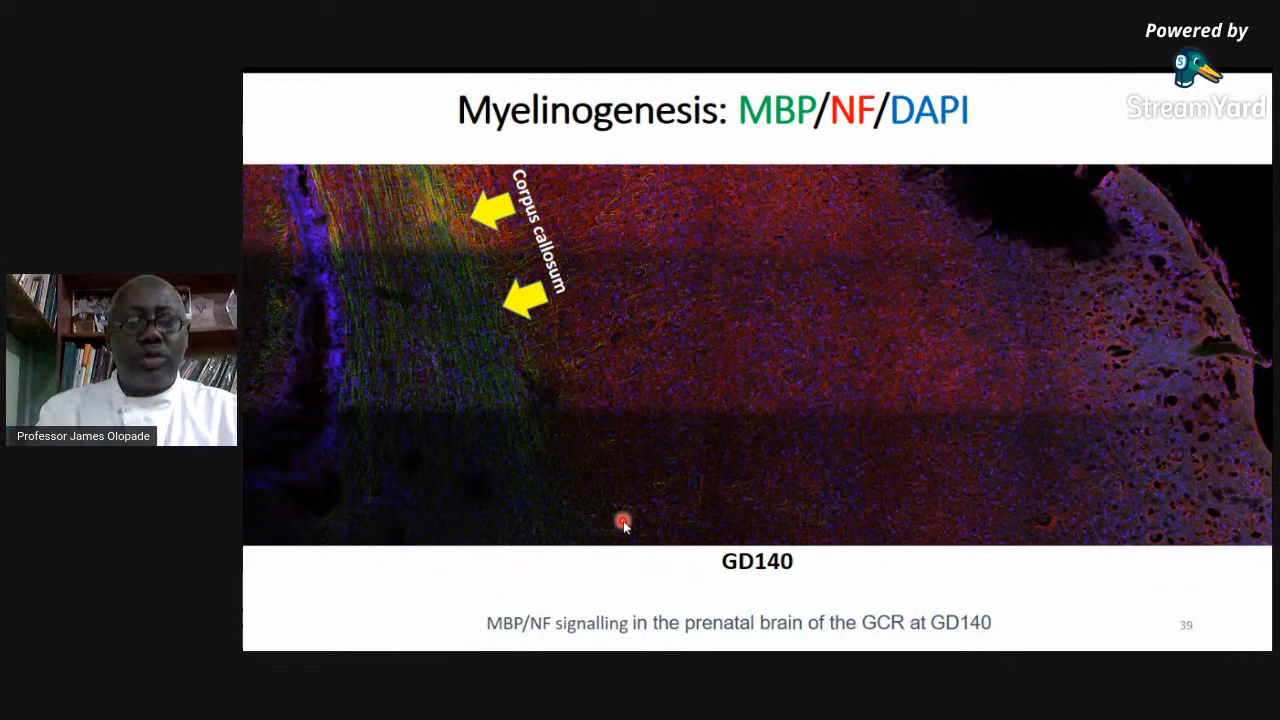 Powered by
StreamYard
Myelinogenesis: MBP/NF/DAPI
Corpus callosum
Professor James Olopade
GD140
MBP/NF signalling in the prenatal brain of the GCR at GD140
39